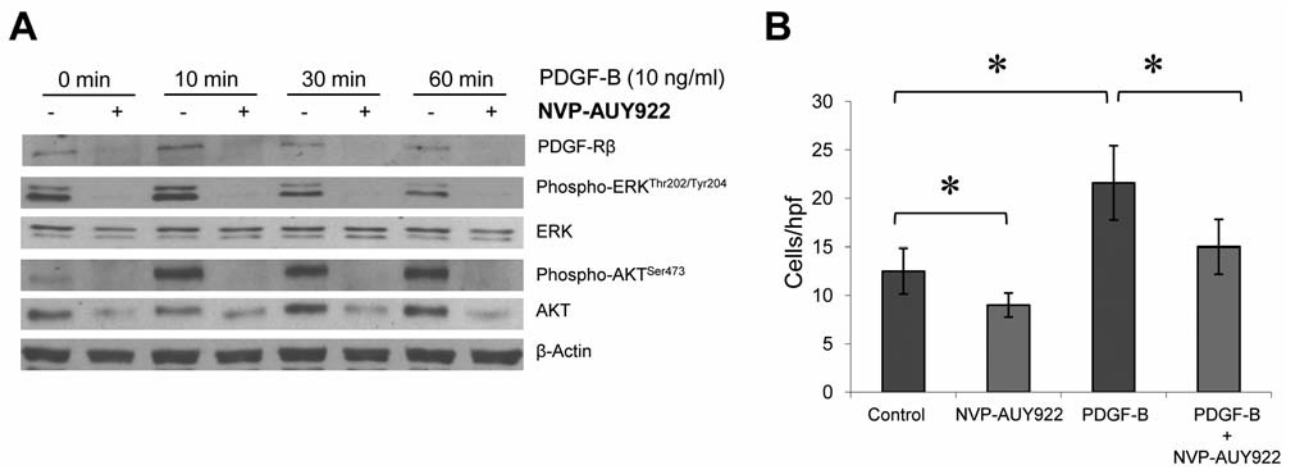 A
0 min 10 min 30 min 60 min PDGF-B (10 ng/ml)
- + - + - + - + NVP-AUY922
PDGF-Rβ
Phospho-ERKThr202/Tyr204
ERK
Phospho-AKTSer473
AKT
β-Actin
B
* *
*
30
25
20
15
10
5
0
Cells/hpf
Control NVP-AUY922 PDGF-B PDGF-B
+
NVP-AUY922